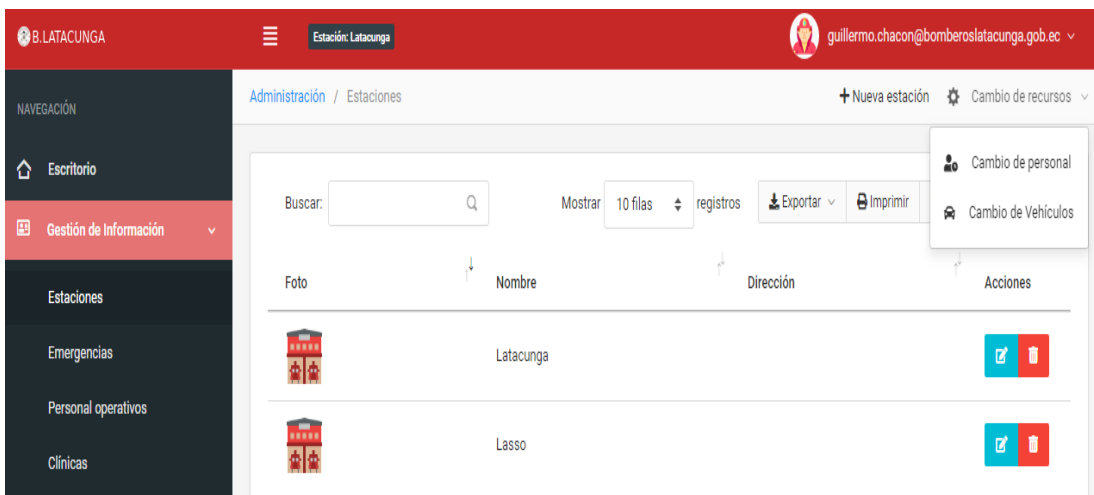 B.LATACUNGA
Estación: Latacunga
guillermo.chacon@bomberoslatacunga.gob.ec
NAVEGACIÓN
Escritorio
Gestión de Información
Estaciones
Emergencias
Personal operativos
Clínicas
Administración / Estaciones
+ Nueva estación Cambio de recursos
Cambio de personal
Cambio de Vehículos
Buscar: Mostrar 10 filas registros Exportar Imprimir
Foto Nombre Dirección Acciones
Latacunga
Lasso